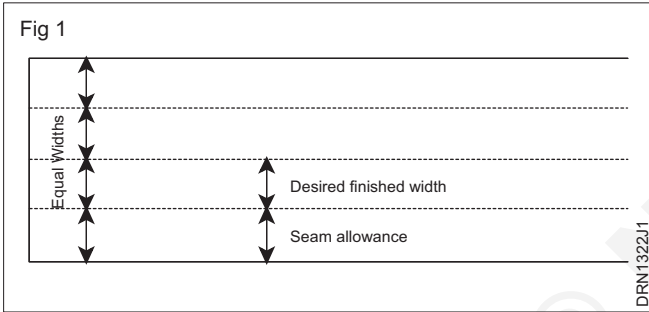 Fig 1
Equal Widths
Desired finished width
Seam allowance
DRN1322J1